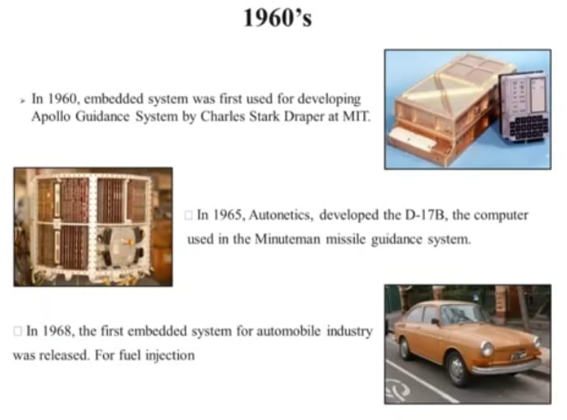 1960’s
➢ In 1960, embedded system was first used for developing
Apollo Guidance System by Charles Stark Draper at MIT.
□ In 1965, Autonetics, developed the D-17B, the computer
used in the Minuteman missile guidance system.
□ In 1968, the first embedded system for automobile industry
was released. For fuel injection